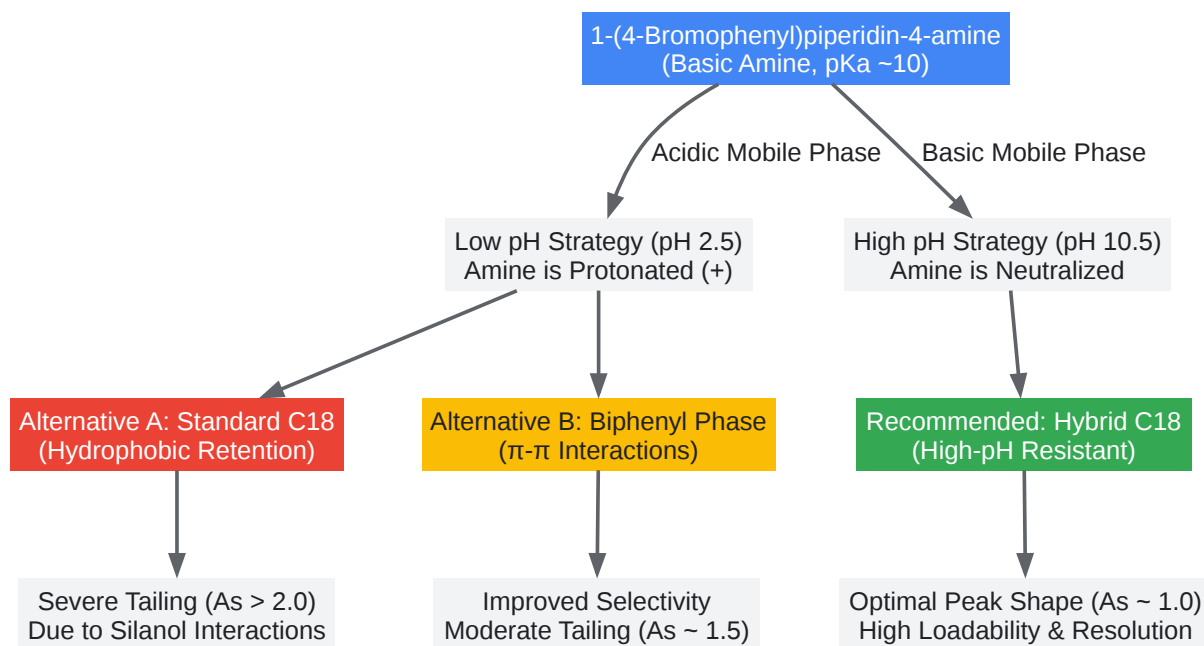 1-(4-Bromophenyl)piperidin-4-amine
(Basic Amine, pKa ~10)
Acidic Mobile Phase
Basic Mobile Phase
Low pH Strategy (pH 2.5)
Amine is Protonated (+)
High pH Strategy (pH 10.5)
Amine is Neutralized
Alternative A: Standard C18
(Hydrophobic Retention)
Alternative B: Biphenyl Phase
(π-π Interactions)
Recommended: Hybrid C18
(High-pH Resistant)
Severe Tailing (As > 2.0)
Due to Silanol Interactions
Improved Selectivity
Moderate Tailing (As ~ 1.5)
Optimal Peak Shape (As ~ 1.0)
High Loadability & Resolution